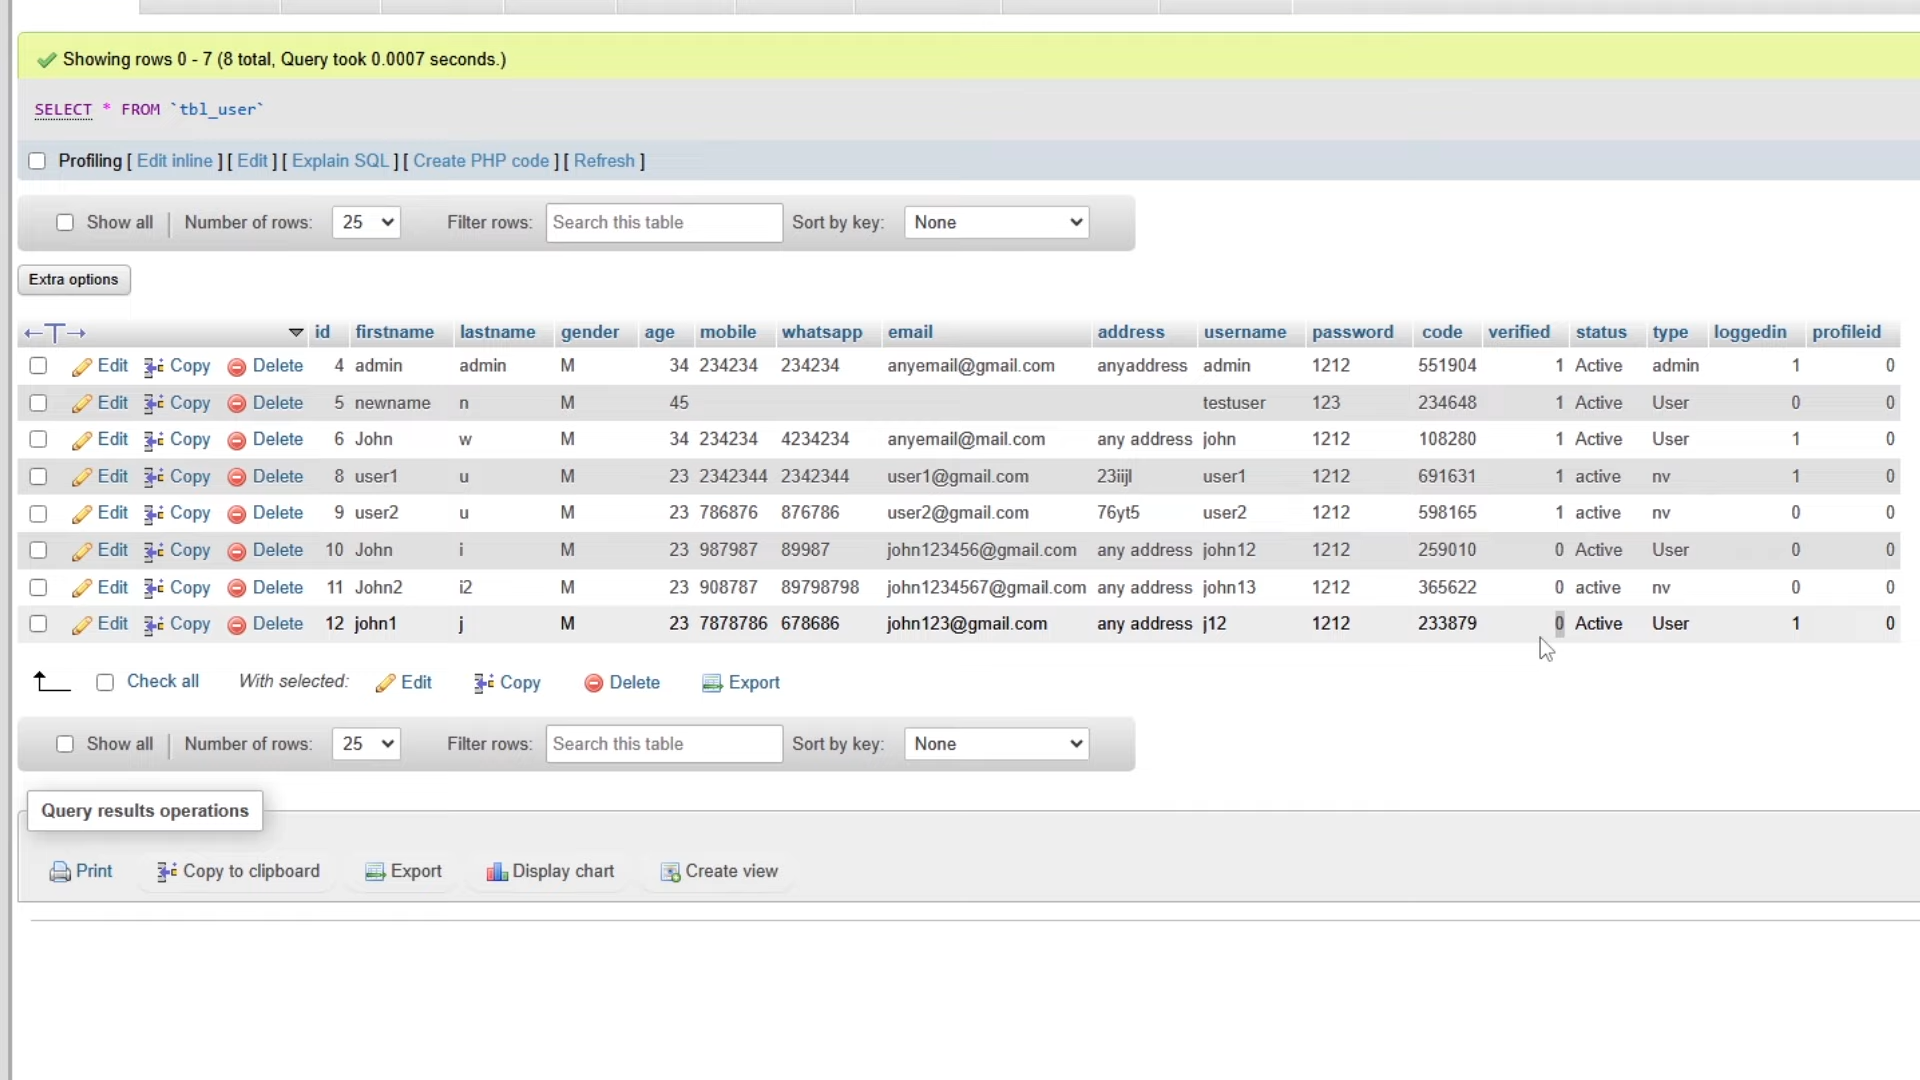 Showing rows 0 - 7 (8 total, Query took 0.0007 seconds.)
SELECT * FROM `tbl_user`
Profiling [ Edit inline ] [ Edit ] [ Explain SQL ] [ Create PHP code ] [ Refresh ]
Show all | Number of rows: 25 Filter rows: Search this table Sort by key: None
Extra options
←T→ id firstname lastname gender age mobile whatsapp email address username password code verified status type loggedin profileid
Edit Copy Delete 4 admin admin M 34 234234 234234 anyemail@gmail.com anyaddress admin 1212 551904 1 Active admin 1 0
Edit Copy Delete 5 newname n M 45 testuser 123 234648 1 Active User 0 0
Edit Copy Delete 6 John w M 34 234234 4234234 anyemail@mail.com any address john 1212 108280 1 Active User 1 0
Edit Copy Delete 8 user1 u M 23 2342344 2342344 user1@gmail.com 23iijl user1 1212 691631 1 active nv 1 0
Edit Copy Delete 9 user2 u M 23 786876 876786 user2@gmail.com 76yt5 user2 1212 598165 1 active nv 0 0
Edit Copy Delete 10 John i M 23 987987 89987 john123456@gmail.com any address john12 1212 259010 0 Active User 0 0
Edit Copy Delete 11 John2 i2 M 23 908787 89798798 john1234567@gmail.com any address john13 1212 365622 0 active nv 0 0
Edit Copy Delete 12 john1 j M 23 7878786 678686 john123@gmail.com any address j12 1212 233879 0 Active User 1 0
Check all With selected: Edit Copy Delete Export
Show all | Number of rows: 25 Filter rows: Search this table Sort by key: None
Query results operations
Print Copy to clipboard Export Display chart Create view